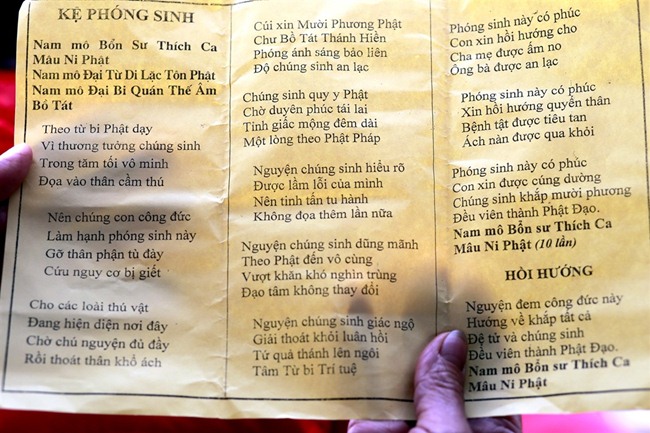 KỆ PHÓNG SINH
Nam mô Bổn Sư Thích Ca
Mâu Ni Phật
Nam mô Đại Từ Di Lặc Tôn Phật
Nam mô Đại Bi Quán Thế Âm
Bồ Tát
Theo từ bi Phật dạy
Vì thương tưởng chúng sinh
Trong tăm tối vô minh
Đọa vào thân cầm thú
Nên chúng con công đức
Làm hạnh phóng sinh này
Gỡ thân phận tù đày
Cứu nguy cơ bị giết
Cho các loài thú vật
Đang hiện diện nơi đây
Chờ chú nguyện đủ đầy
Rồi thoát thân khổ ách
Cúi xin Mười Phương Phật
Chư Bồ Tát Thánh Hiền
Phóng ánh sáng bảo liên
Độ chúng sinh an lạc
Chúng sinh quy y Phật
Chờ duyên phúc tái lai
Tỉnh giấc mộng đêm dài
Một lòng theo Phật Pháp
Nguyện chúng sinh hiểu rõ
Được lầm lỗi của mình
Nên tinh tấn tu hành
Không đọa thêm lần nữa
Nguyện chúng sinh dũng mãnh
Theo Phật đến vô cùng
Vượt khăn khó nghìn trùng
Đạo tâm không thay đổi
Nguyện chúng sinh giác ngộ
Giải thoát khỏi luân hồi
Tứ quả thánh lên ngôi
Tâm Từ bi Trí tuệ
Phóng sinh này có phúc
Con xin hồi hướng cho
Cha mẹ được ấm no
Ông bà được an lạc
Phóng sinh này có phúc
Xin hồi hướng quyến thân
Bệnh tật được tiêu tan
Ách nàn được qua khỏi
Phóng sinh này có phúc
Con xin được cúng dường
Chúng sinh khắp mười phương
Đều viên thành Phật Đạo.
Nam mô Bổn sư Thích Ca
Mâu Ni Phật (10 lần)
HỒI HƯỚNG
Nguyện đem công đức này
Hướng về khắp tất cả
Đệ tử và chúng sinh
Đều viên thành Phật Đạo.
Nam mô Bổn sư Thích Ca
Mâu Ni Phật